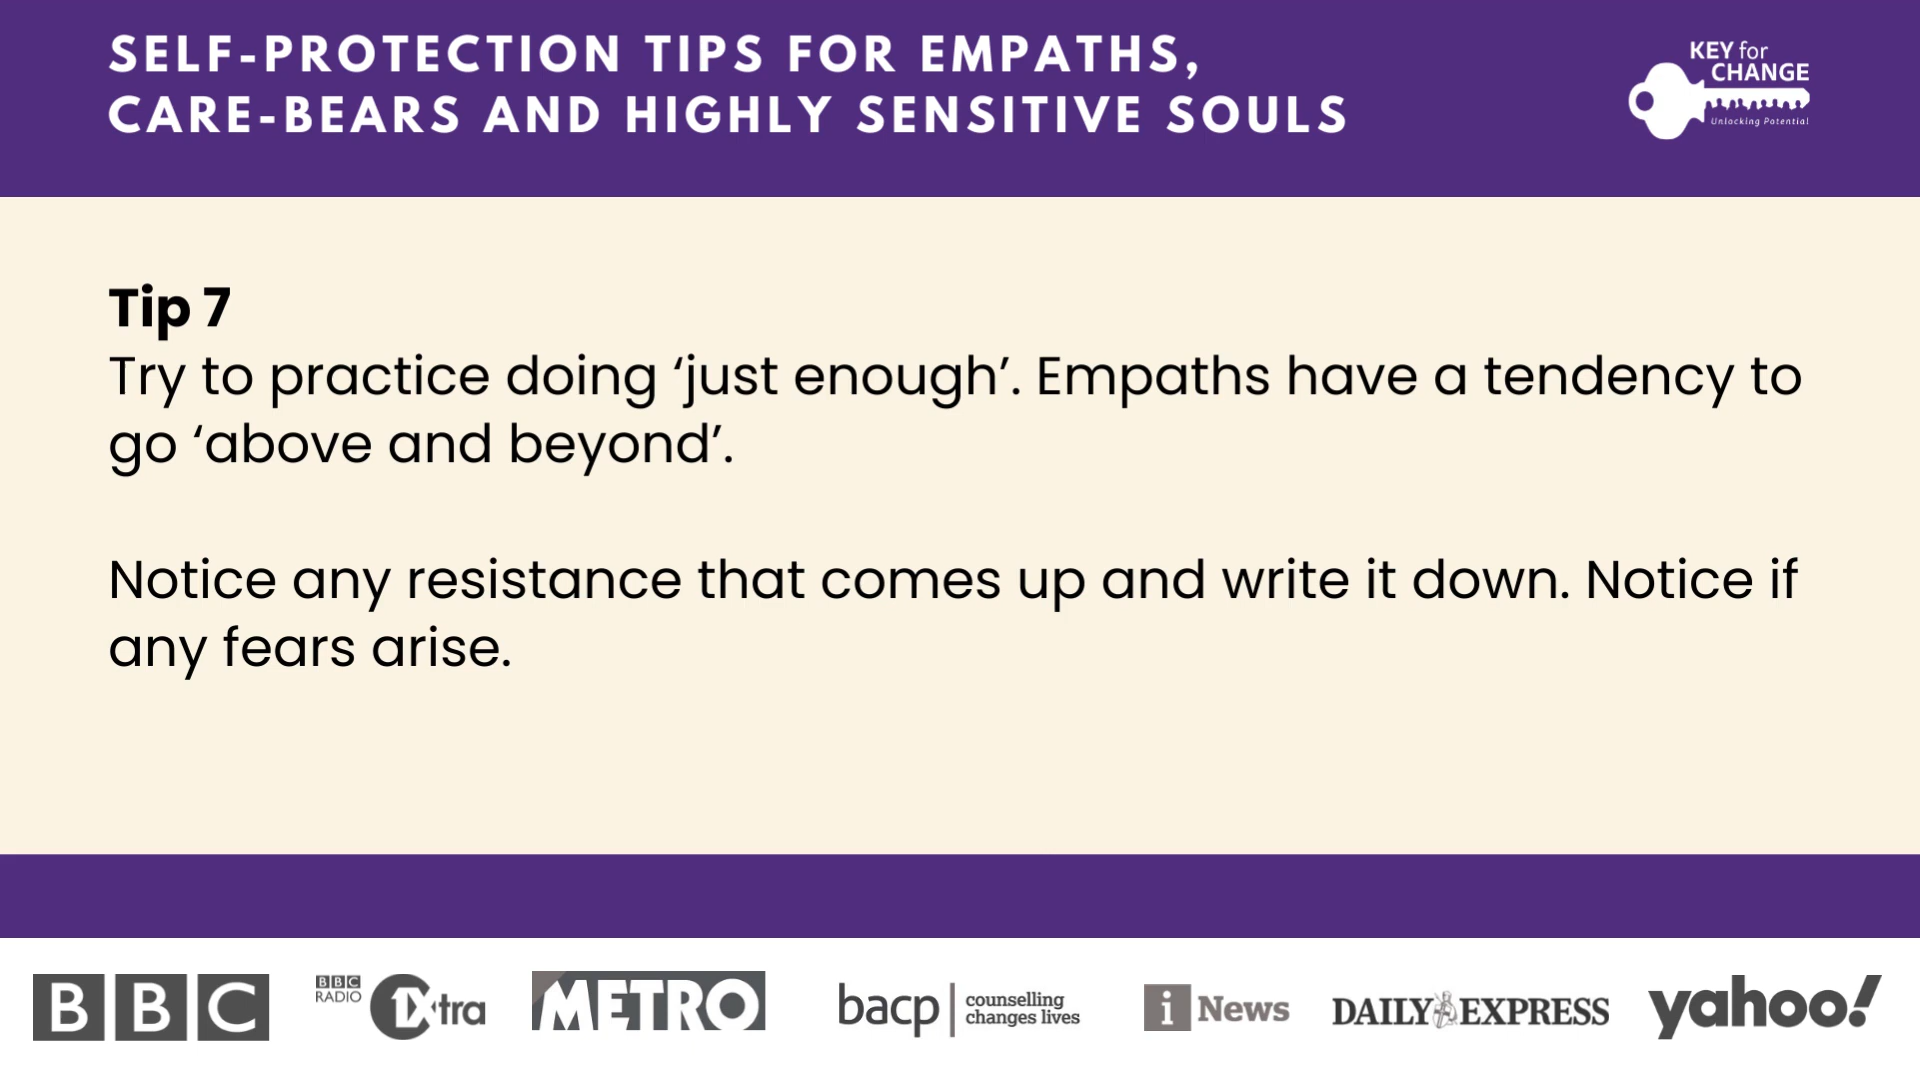 SELF-PROTECTION TIPS FOR EMPATHS,
CARE-BEARS AND HIGHLY SENSITIVE SOULS
KEY for
CHANGE
Unlocking Potential
Tip 7
Try to practice doing ‘just enough’. Empaths have a tendency to
go ‘above and beyond’.
Notice any resistance that comes up and write it down. Notice if
any fears arise.
BBC
BBC
RADIO
1Xtra
METRO
bacp
counselling
changes lives
i News
DAILY EXPRESS
yahoo!